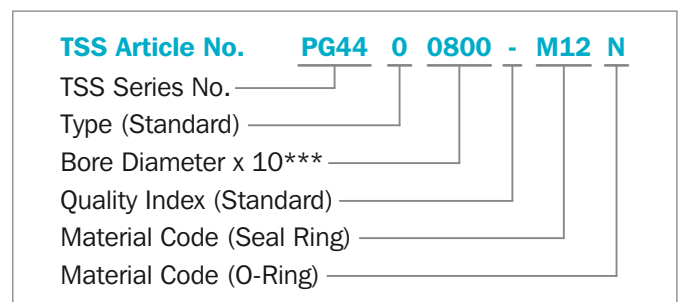 TSS Article No. PG44 0 0800 - M12 N
TSS Series No.
Type (Standard)
Bore Diameter x 10***
Quality Index (Standard)
Material Code (Seal Ring)
Material Code (O-Ring)